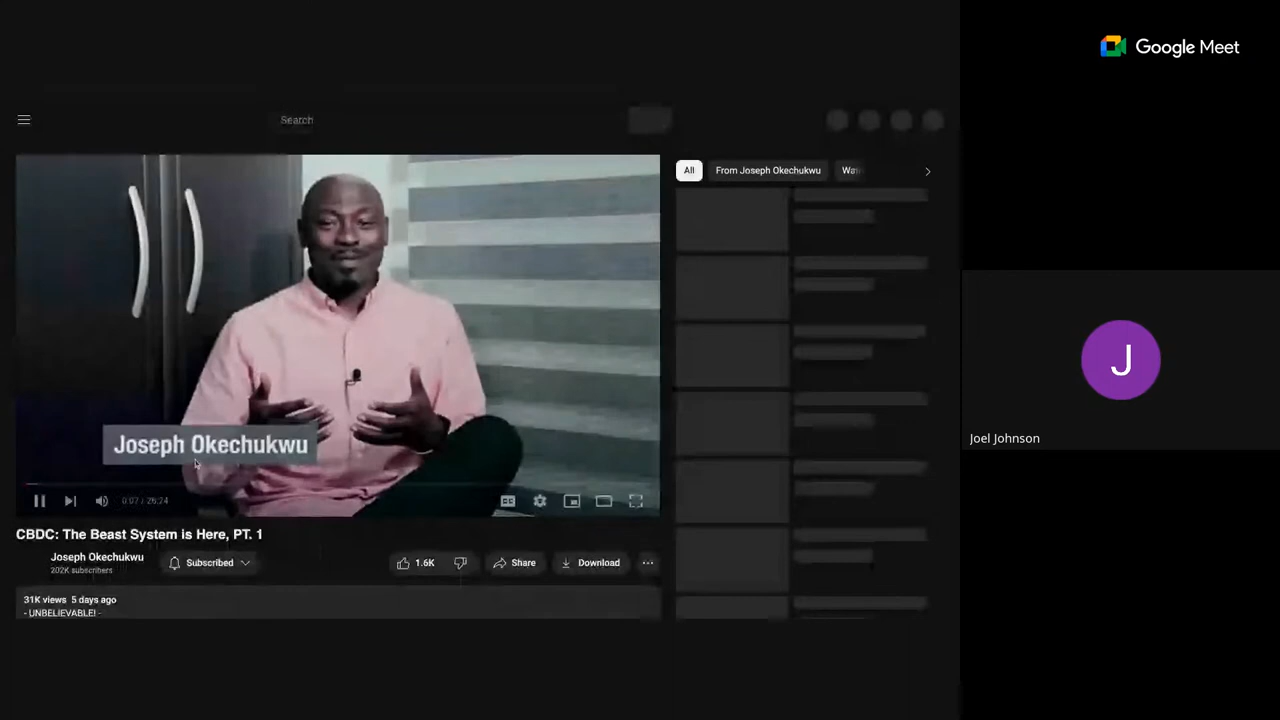 Google Meet
Search
All
From Joseph Okechukwu
Joseph Okechukwu
0:07 / 26:24
CBDC: The Beast System is Here, PT. 1
Joseph Okechukwu
202K subscribers
Subscribed
1.6K
Share
Download
31K views 5 days ago
- UNBELIEVABLE! -
J
Joel Johnson